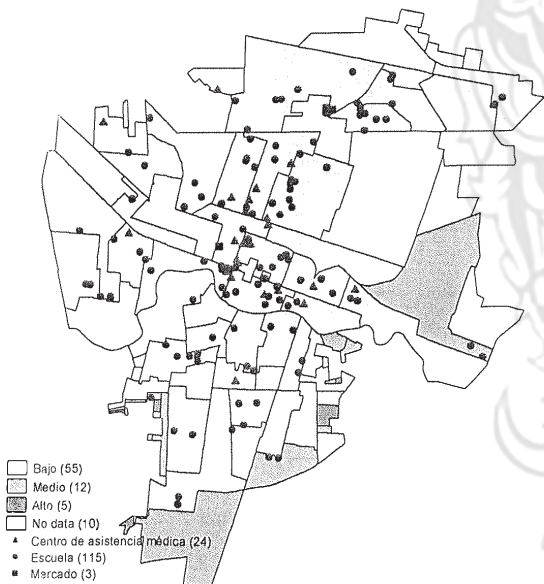 Bajo (55)
Medio (12)
Alto (5)
No data (10)
Centro de asistencia médica (24)
Escuela (115)
Mercado (3)